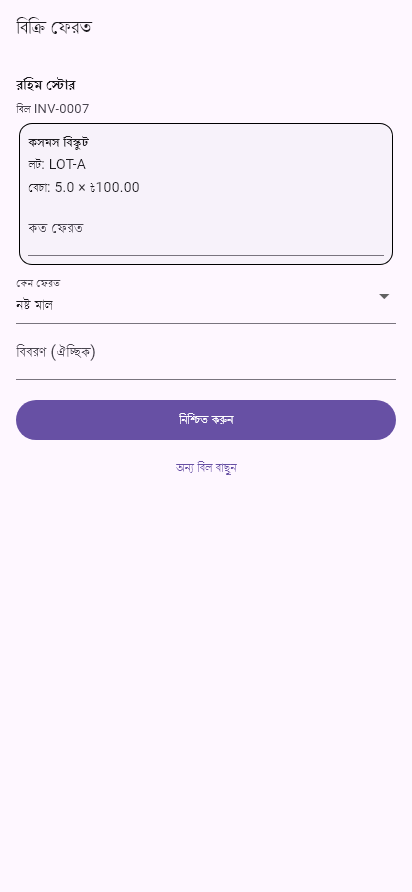 বিক্রি ফেরত
রহিম স্টোর
বিল INV-0007
কসমস বিস্কুট
লট: LOT-A
বেচা: 5.0 × ৳100.00
কত ফেরত
কেন ফেরত
নষ্ট মাল
বিবরণ (ঐচ্ছিক)
নিশ্চিত করুন
অন্য বিল বাছুন